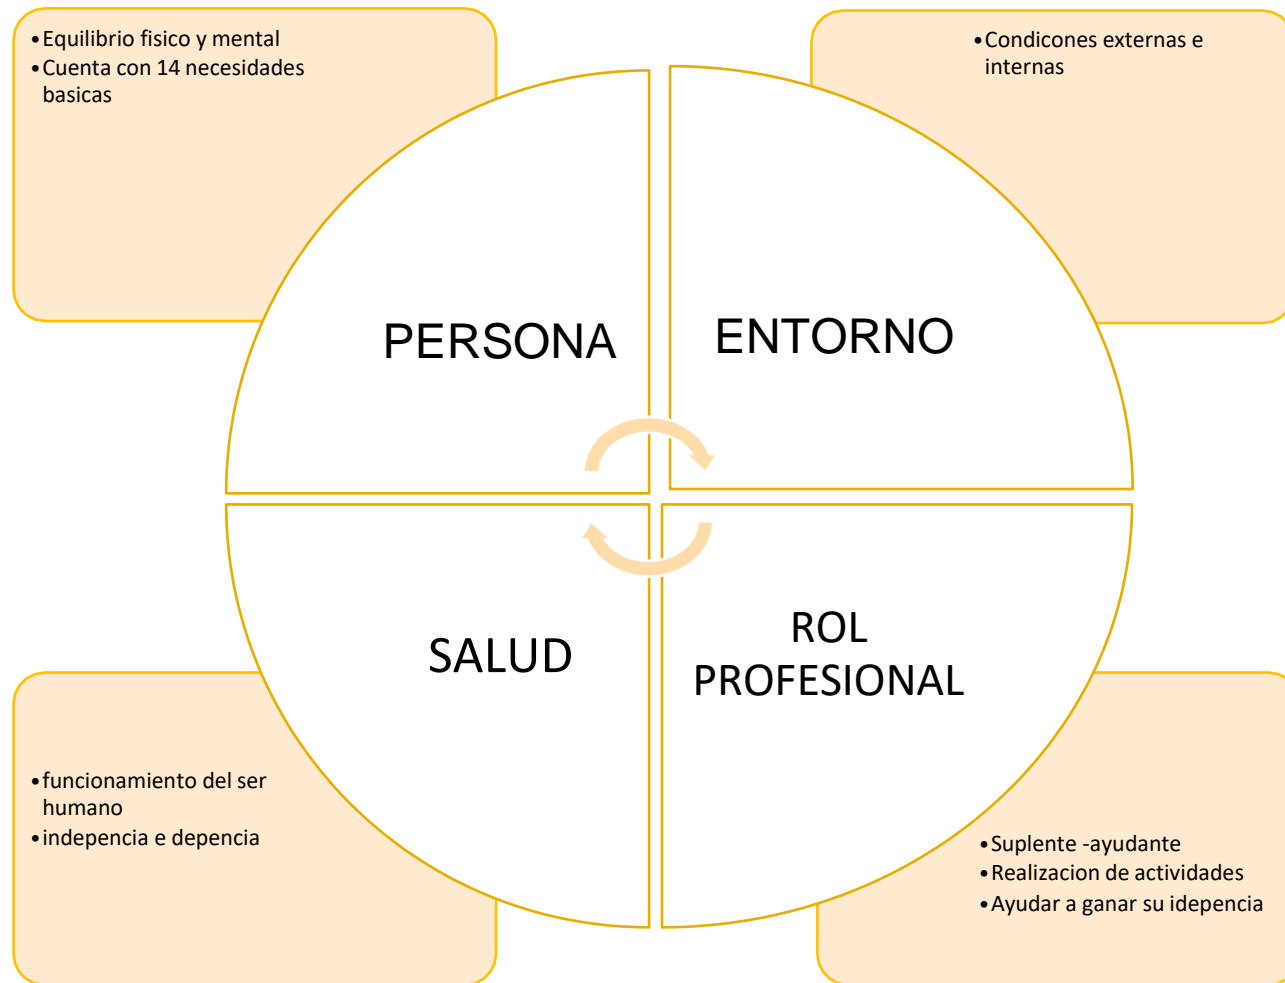 •Equilibrio fisico y mental
•Cuenta con 14 necesidades
basicas
•Condicones externas e
internas
PERSONA
ENTORNO
SALUD
ROL
PROFESIONAL
•funcionamiento del ser
humano
•indepencia e depencia
•Suplente -ayudante
•Realizacion de actividades
•Ayudar a ganar su idepencia